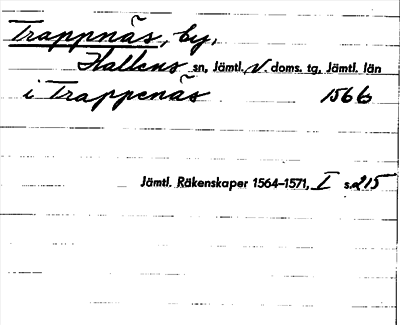 Trappnäs, by,
Hallens sn, Jämtl. V. doms. tg, Jämtl. län
i Trappenäs 1566
Jämtl. Räkenskaper 1564–1571, I s. 215